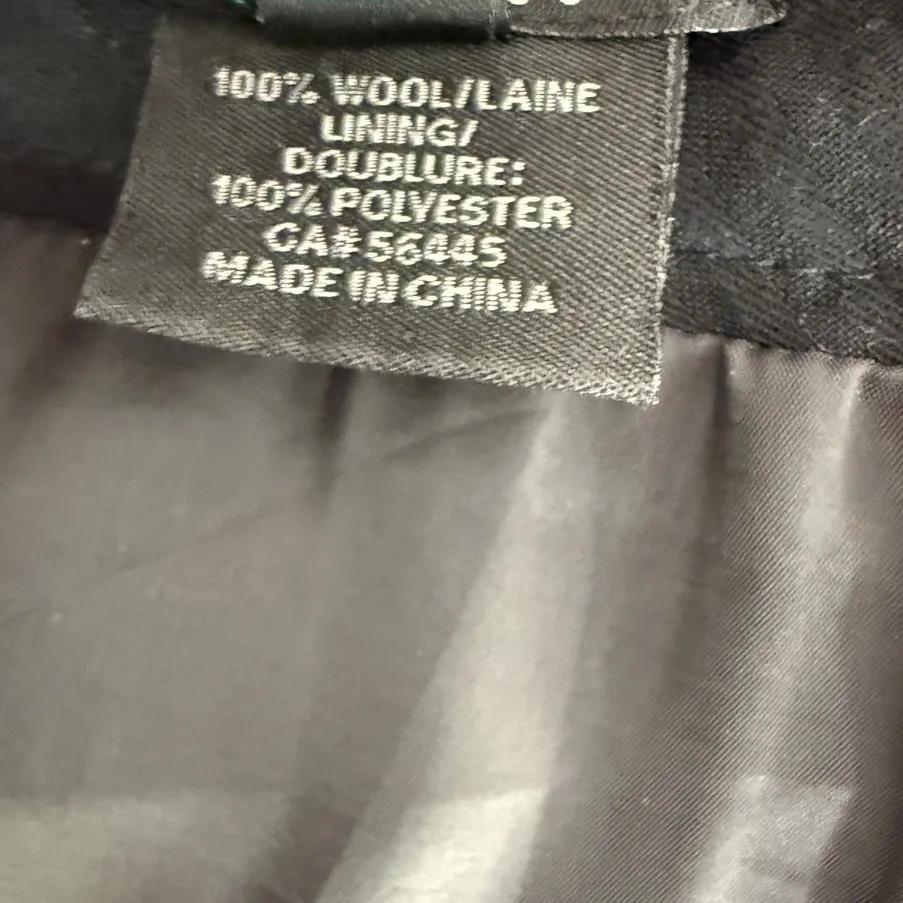 100% WOOL/LAINE
LINING/
DOUBLURE:
100% POLYESTER
CA#56445
MADE IN CHINA